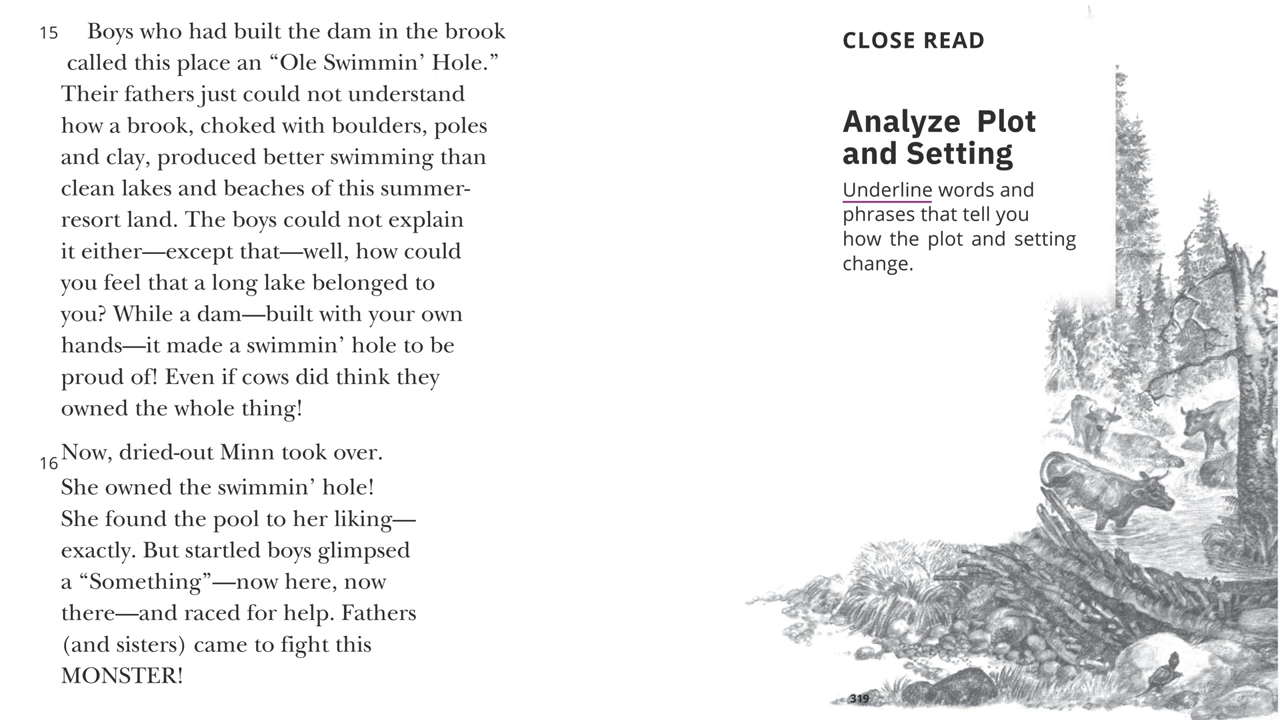 15 Boys who had built the dam in the brook
called this place an “Ole Swimmin’ Hole.”
Their fathers just could not understand
how a brook, choked with boulders, poles
and clay, produced better swimming than
clean lakes and beaches of this summer-
resort land. The boys could not explain
it either—except that—well, how could
you feel that a long lake belonged to
you? While a dam—built with your own
hands—it made a swimmin’ hole to be
proud of! Even if cows did think they
owned the whole thing!
16 Now, dried-out Minn took over.
She owned the swimmin’ hole!
She found the pool to her liking—
exactly. But startled boys glimpsed
a “Something”—now here, now
there—and raced for help. Fathers
(and sisters) came to fight this
MONSTER!
CLOSE READ
Analyze Plot
and Setting
Underline words and
phrases that tell you
how the plot and setting
change.
319